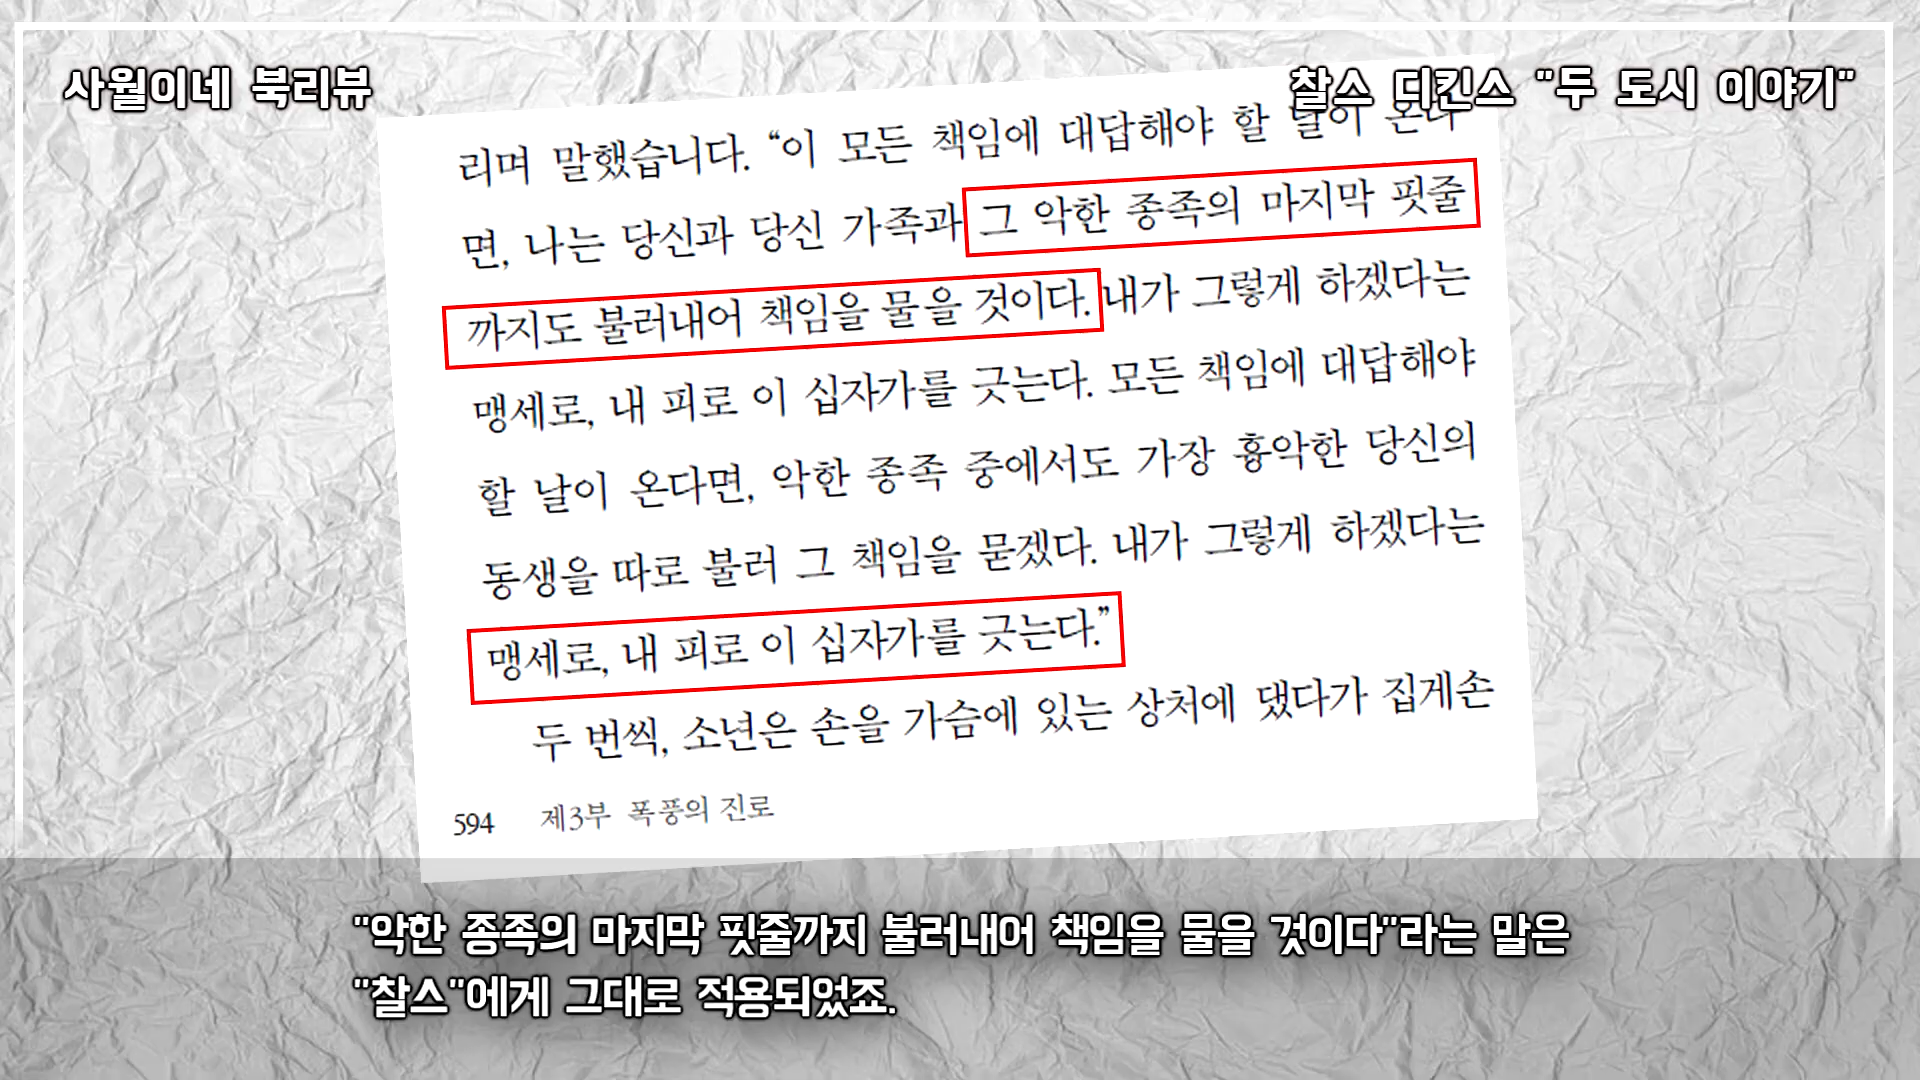 사월이네 북리뷰
찰스 디킨스 "두 도시 이야기"
리며 말했습니다. “이 모든 책임에 대답해야 할 날이 온다
면, 나는 당신과 당신 가족과 그 악한 종족의 마지막 핏줄
까지도 불러내어 책임을 물을 것이다. 내가 그렇게 하겠다는
맹세로, 내 피로 이 십자가를 긋는다. 모든 책임에 대답해야
할 날이 온다면, 악한 종족 중에서도 가장 흉악한 당신의
동생을 따로 불러 그 책임을 묻겠다. 내가 그렇게 하겠다는
맹세로, 내 피로 이 십자가를 긋는다.”
두 번씩, 소년은 손을 가슴에 있는 상처에 댔다가 집게손
594 제3부 폭풍의 진로
"악한 종족의 마지막 핏줄까지 불러내어 책임을 물을 것이다"라는 말은
"찰스"에게 그대로 적용되었죠.